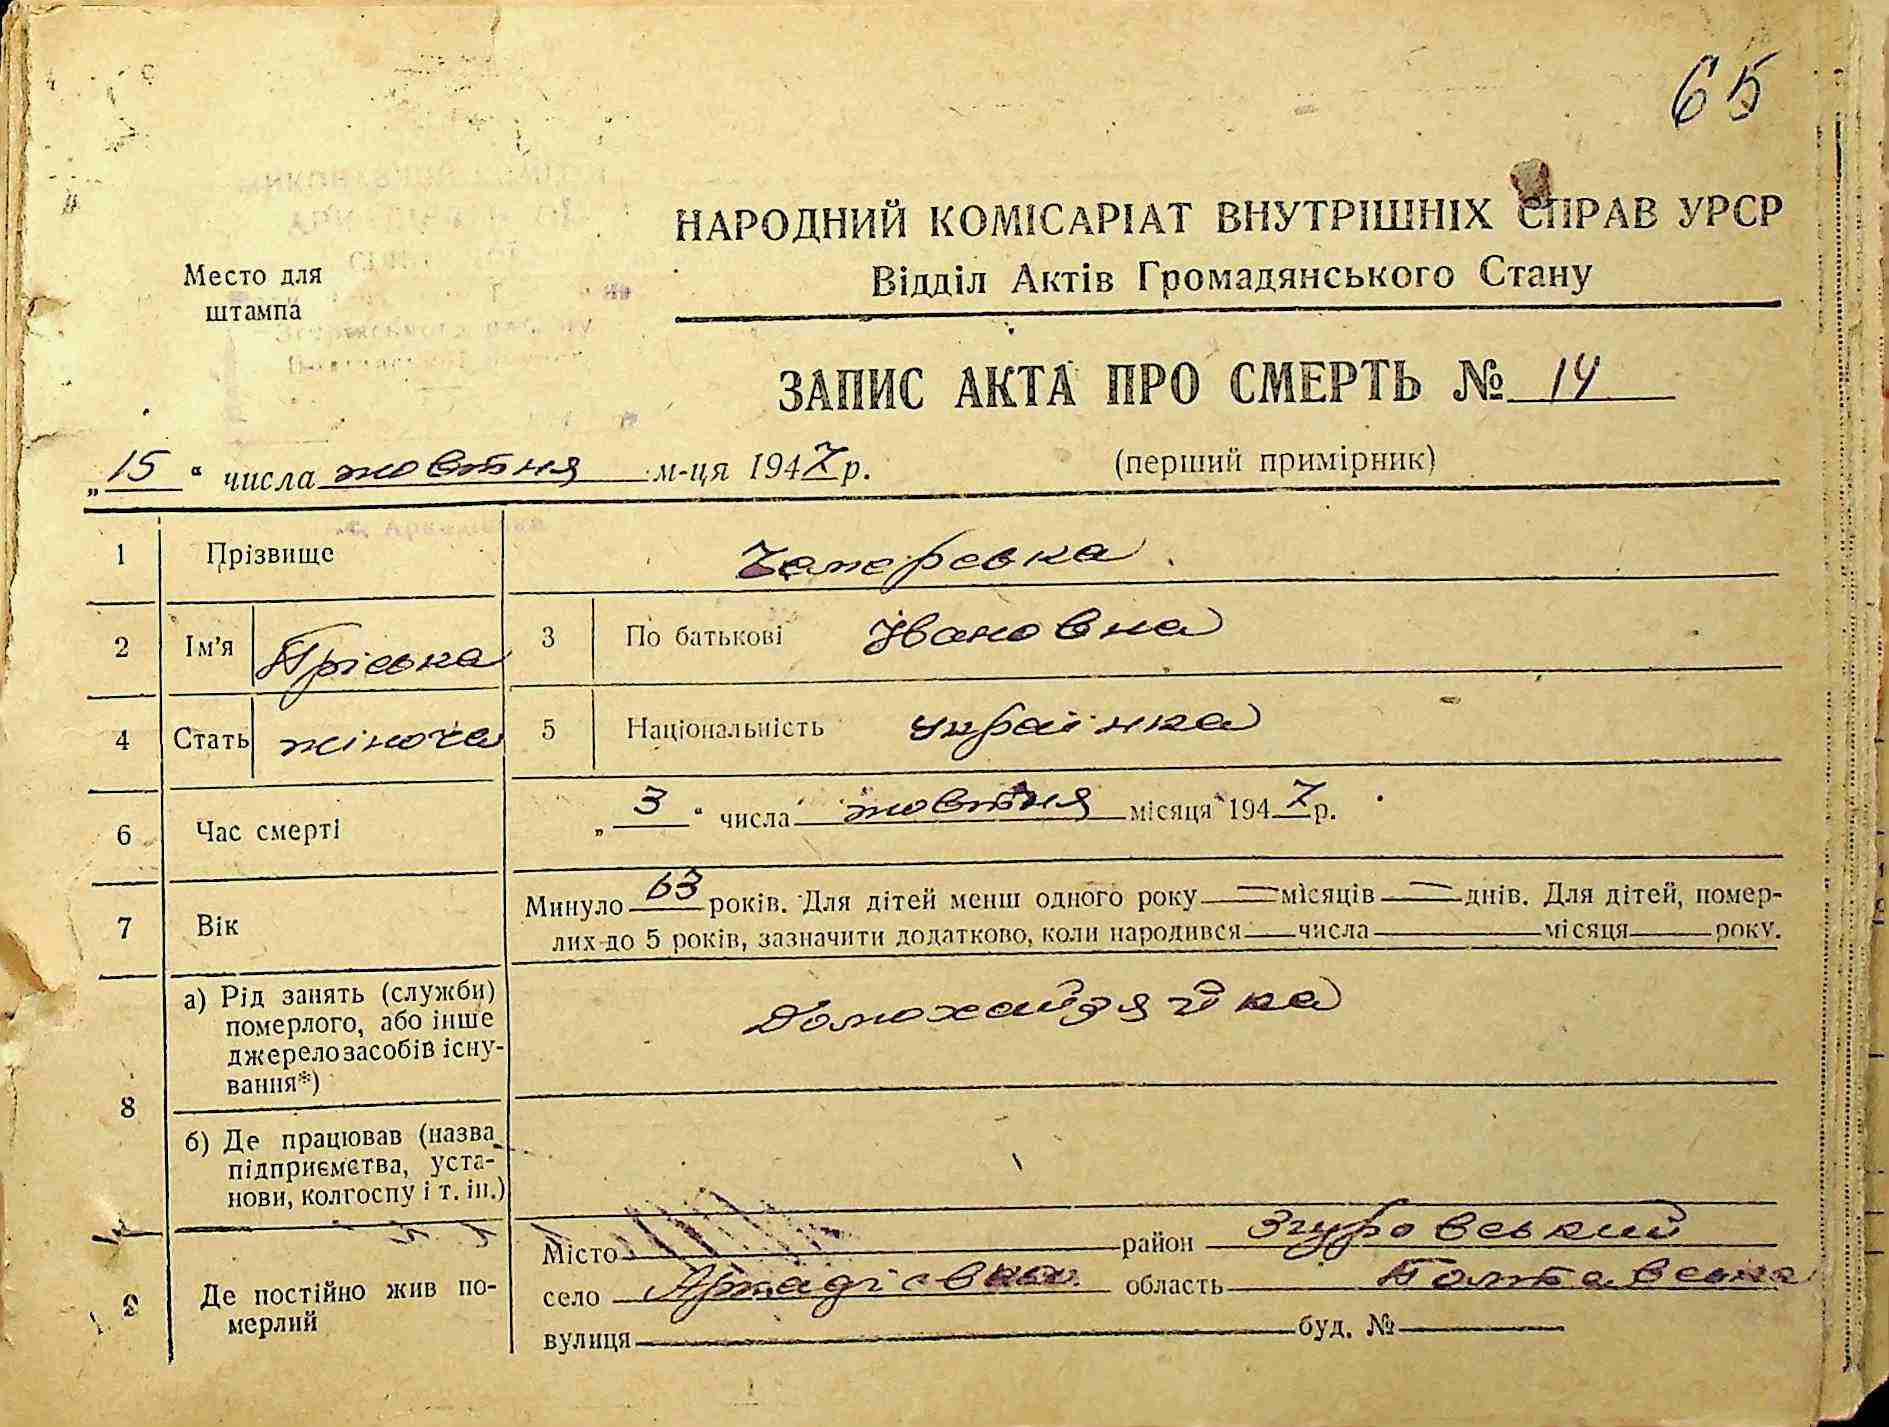 65
НАРОДНИЙ КОМІСАРІАТ ВНУТРІШНІХ СПРАВ УРСР
Відділ Актів Громадянського Стану
Место для
штампа
ЗАПИС АКТА ПРО СМЕРТЬ № 14
„15“ числа жовтня м-ця 1947 р.
(перший примірник)
1 Прізвище
2 Ім'я Пріська 3 По батькові Івановна
4 Стать жіноча 5 Національність українка
6 Час смерті „3“ числа жовтня місяця 1947 р.
7 Вік Минуло 63 років. Для дітей менш одного року — місяців — днів. Для дітей, помер-
лих до 5 років, зазначити додатково, коли народився числа місяця року.
8 а) Рід занять (служби)
померлого, або інше
джерело засобів існу-
вання*)
Домохазяйка
б) Де працював (назва
підприємства, уста-
нови, колгоспу і т. ін.)
9 Де постійно жив по-
мерлий
Місто район Згуровський
село Аркадієвка область Полтавська
вулиця буд. №